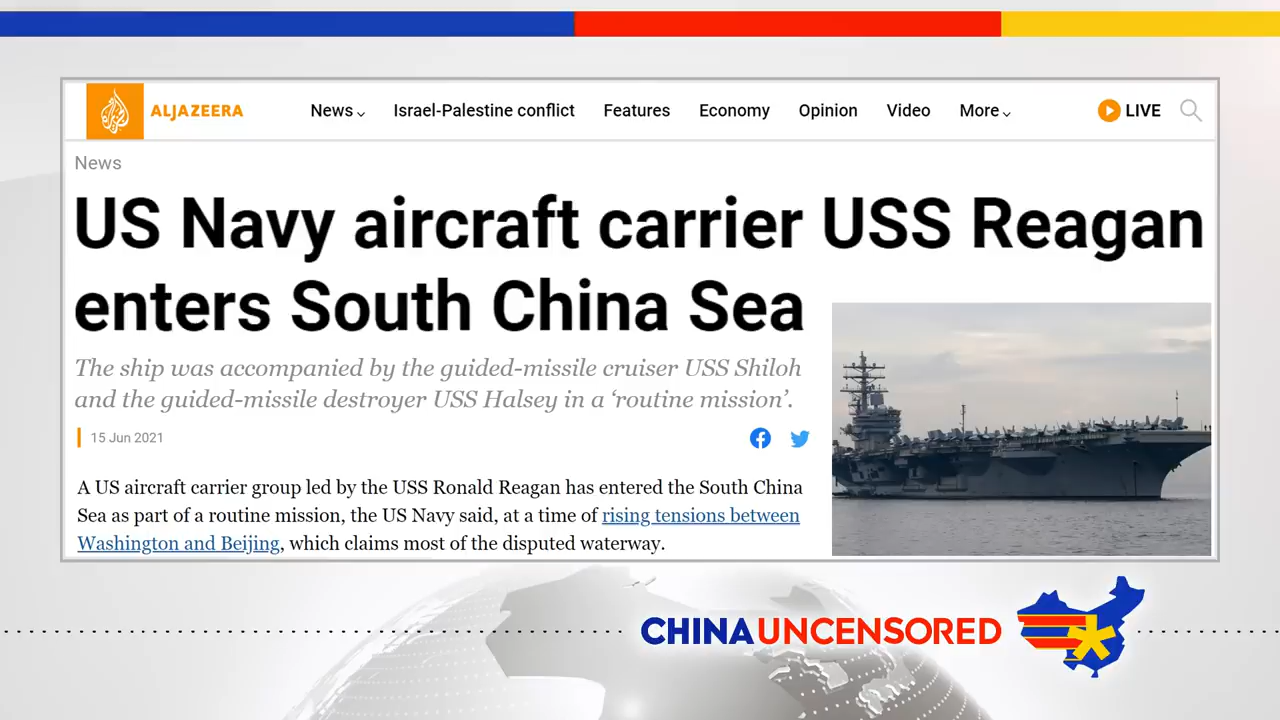 ALJAZEERA
News
Israel-Palestine conflict
Features
Economy
Opinion
Video
More
LIVE
News
US Navy aircraft carrier USS Reagan
enters South China Sea
The ship was accompanied by the guided-missile cruiser USS Shiloh
and the guided-missile destroyer USS Halsey in a ‘routine mission’.
15 Jun 2021
A US aircraft carrier group led by the USS Ronald Reagan has entered the South China
Sea as part of a routine mission, the US Navy said, at a time of rising tensions between
Washington and Beijing, which claims most of the disputed waterway.
CHINAUNCENSORED